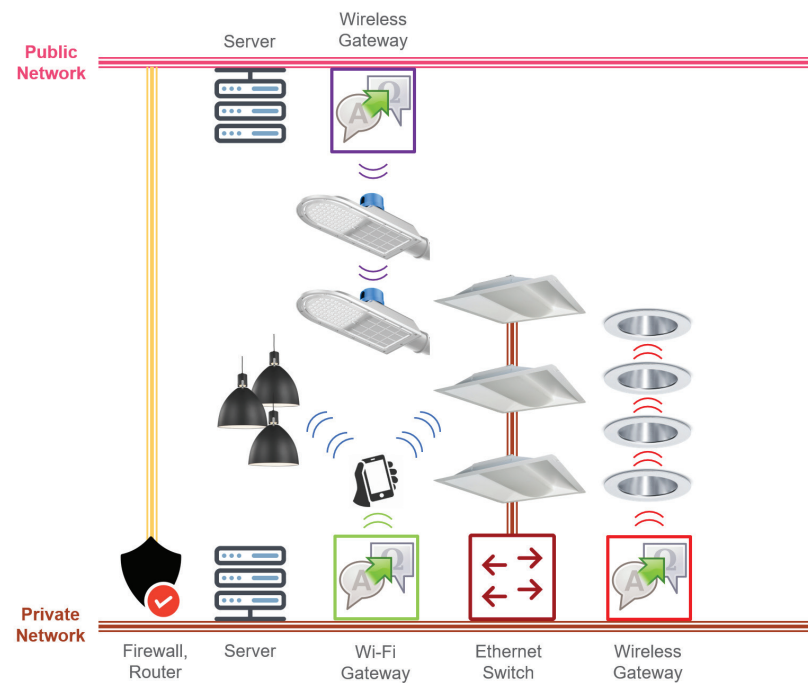 Wireless
Gateway
Server
Public
Network
A Ω
A Ω
A Ω
Private
Network
Firewall,
Router
Server
Wi-Fi
Gateway
Ethernet
Switch
Wireless
Gateway